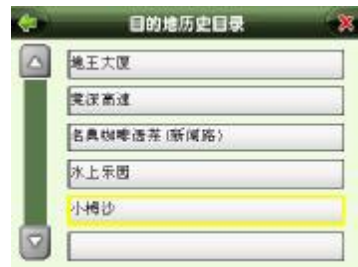 目的地历史目录
地王大厦
莞深高速
名典咖啡语茶(新闻路)
水上乐园
小梅沙